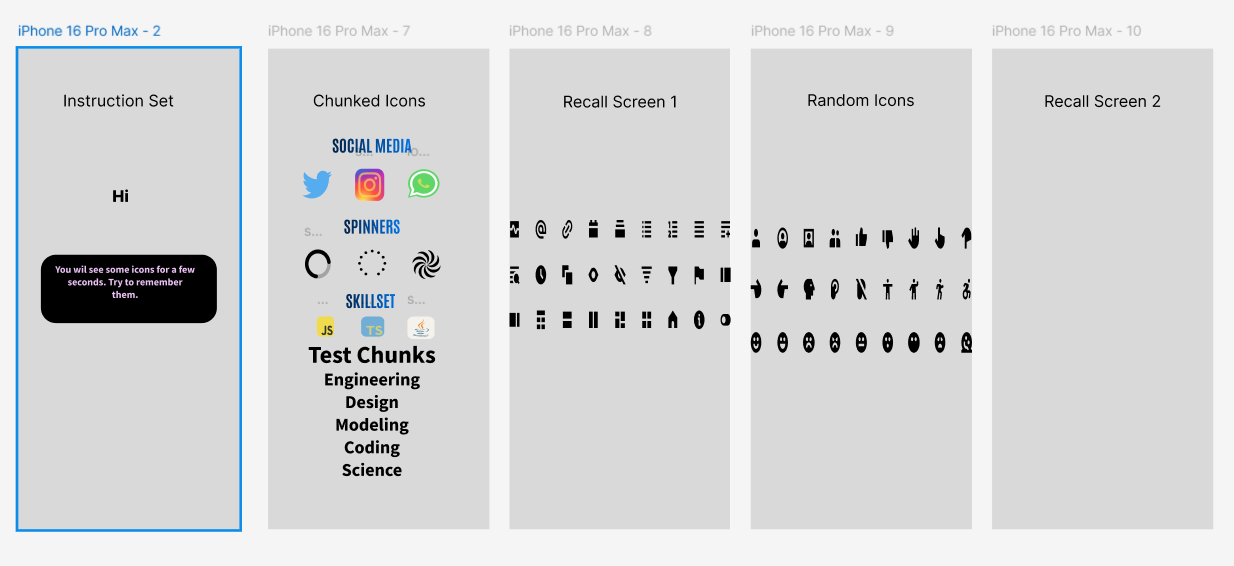 iPhone 16 Pro Max - 2
Instruction Set
Hi
You wil see some icons for a few
seconds. Try to remember
them.
iPhone 16 Pro Max - 7
Chunked Icons
SOCIAL MEDIA
S...
SPINNERS
...
SKILLSET
S...
JS
TS
Test Chunks
Engineering
Design
Modeling
Coding
Science
iPhone 16 Pro Max - 8
Recall Screen 1
iPhone 16 Pro Max - 9
Random Icons
iPhone 16 Pro Max - 10
Recall Screen 2